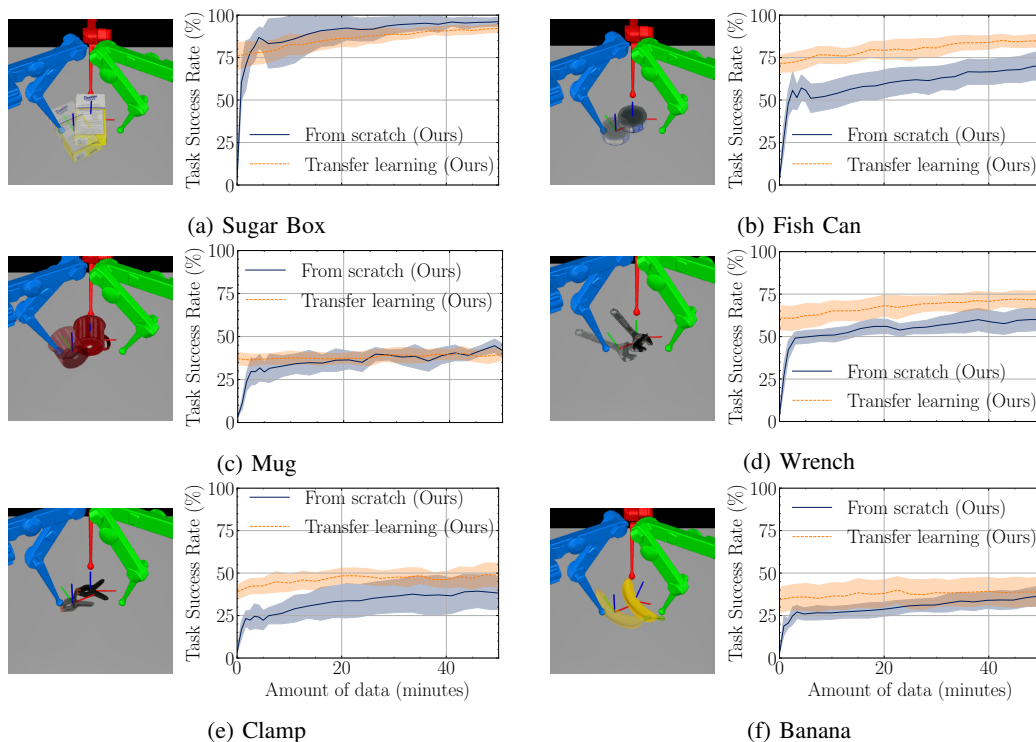 Task Success Rate (%)
100
75
50
25
0
From scratch (Ours)
Transfer learning (Ours)
(a) Sugar Box
Task Success Rate (%)
100
75
50
25
0
From scratch (Ours)
Transfer learning (Ours)
(b) Fish Can
Task Success Rate (%)
100
75
50
25
0
From scratch (Ours)
Transfer learning (Ours)
(c) Mug
Task Success Rate (%)
100
75
50
25
0
From scratch (Ours)
Transfer learning (Ours)
(d) Wrench
Task Success Rate (%)
100
75
50
25
0
From scratch (Ours)
Transfer learning (Ours)
0 20 40
Amount of data (minutes)
(e) Clamp
Task Success Rate (%)
100
75
50
25
0
From scratch (Ours)
Transfer learning (Ours)
0 20 40
Amount of data (minutes)
(f) Banana